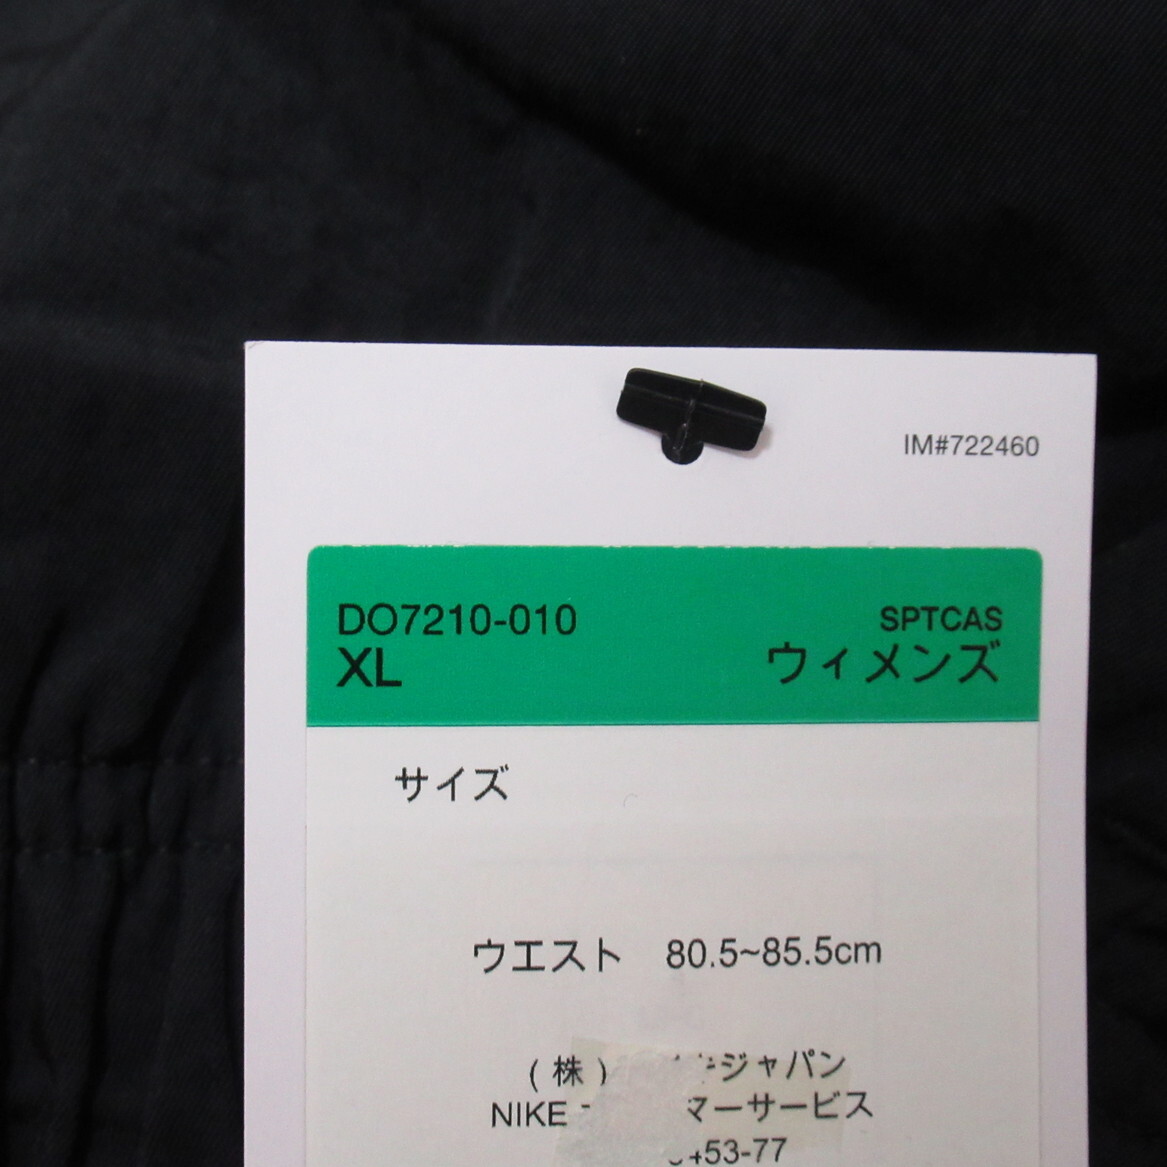 IM#722460
DO7210-010 SPTCAS
XL ウィメンズ
サイズ
ウエスト 80.5~85.5cm
(株) ジャパン
NIKE マーサービス
53-77